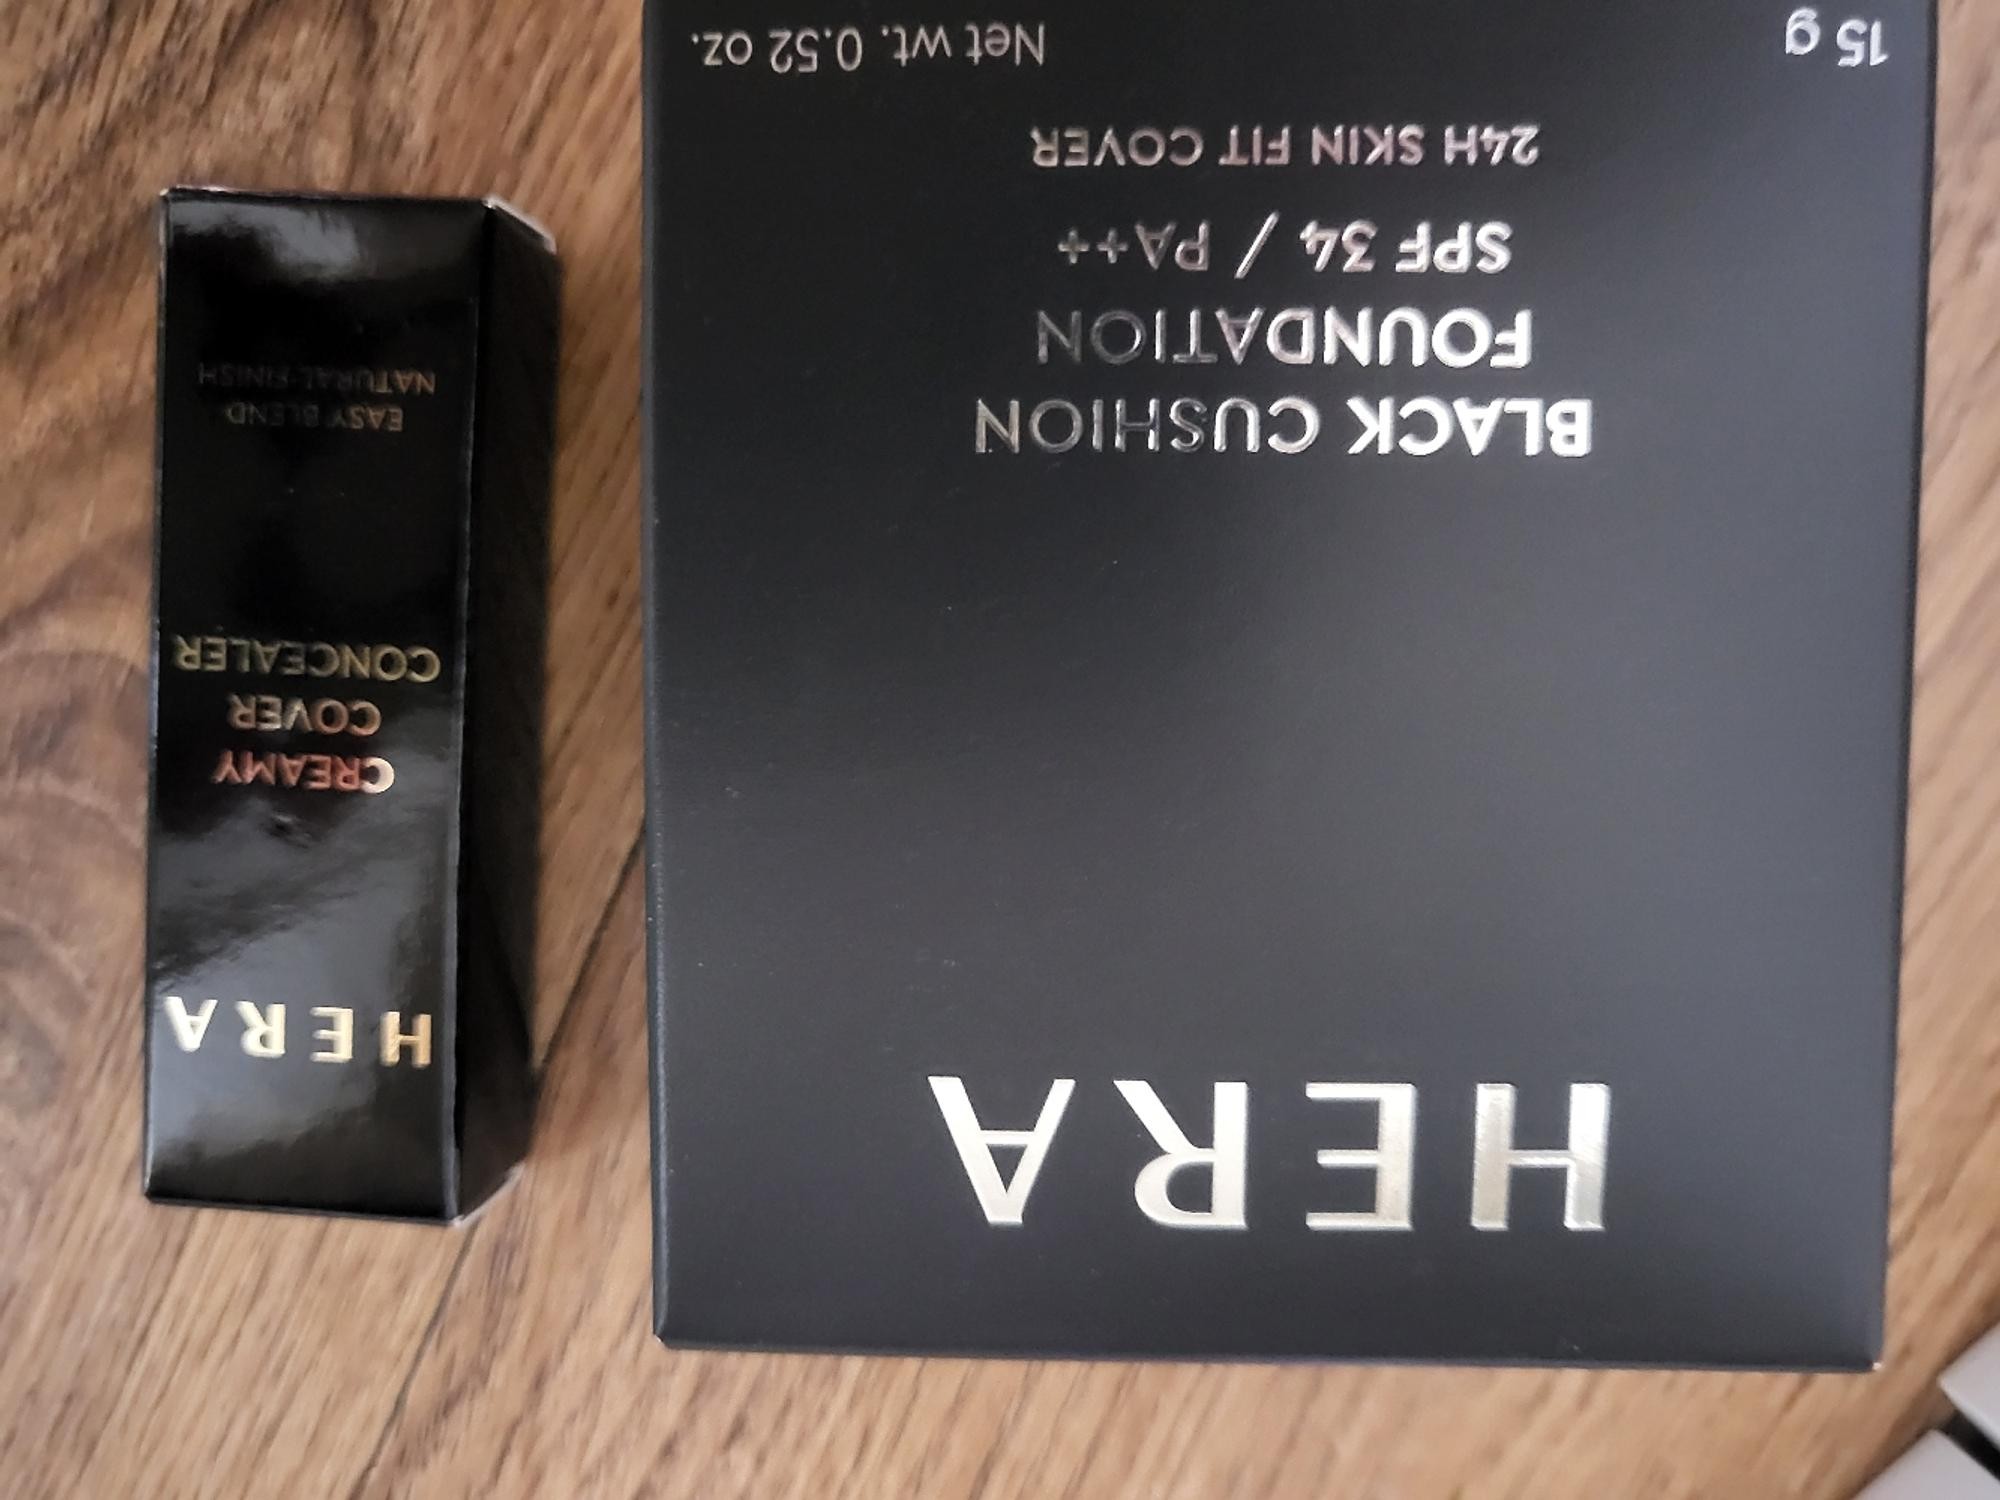 HERA
BLACK CUSHION
FOUNDATION
SPF 34 / PA++
24H SKIN FIT COVER
15 g
Net wt. 0.52 oz.
HERA
CREAMY
COVER
CONCEALER
EASY BLEND
NATURAL FINISH